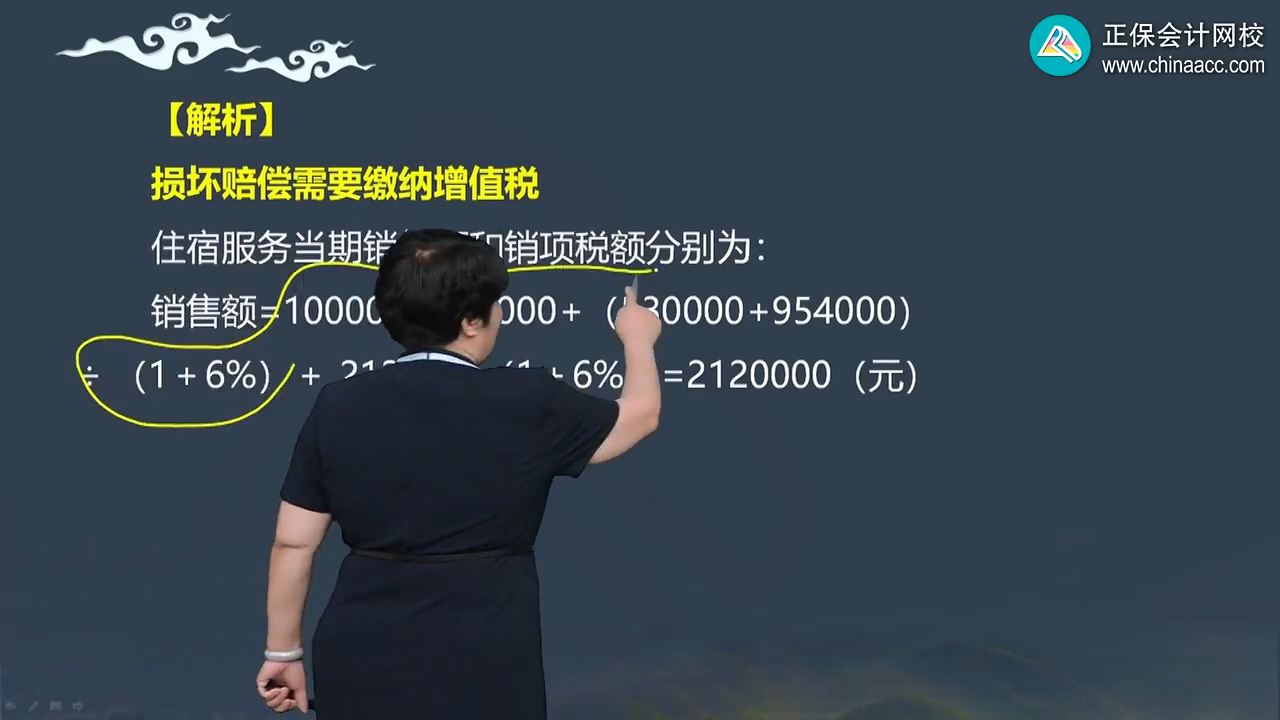 正保会计网校
www.chinaacc.com
【解析】
损坏赔偿需要缴纳增值税
住宿服务当期销 和销项税额分别为：
销售额=10000 000+（ 30000+954000）
÷ （1＋6%）＋ 212 （1＋6% =2120000（元）